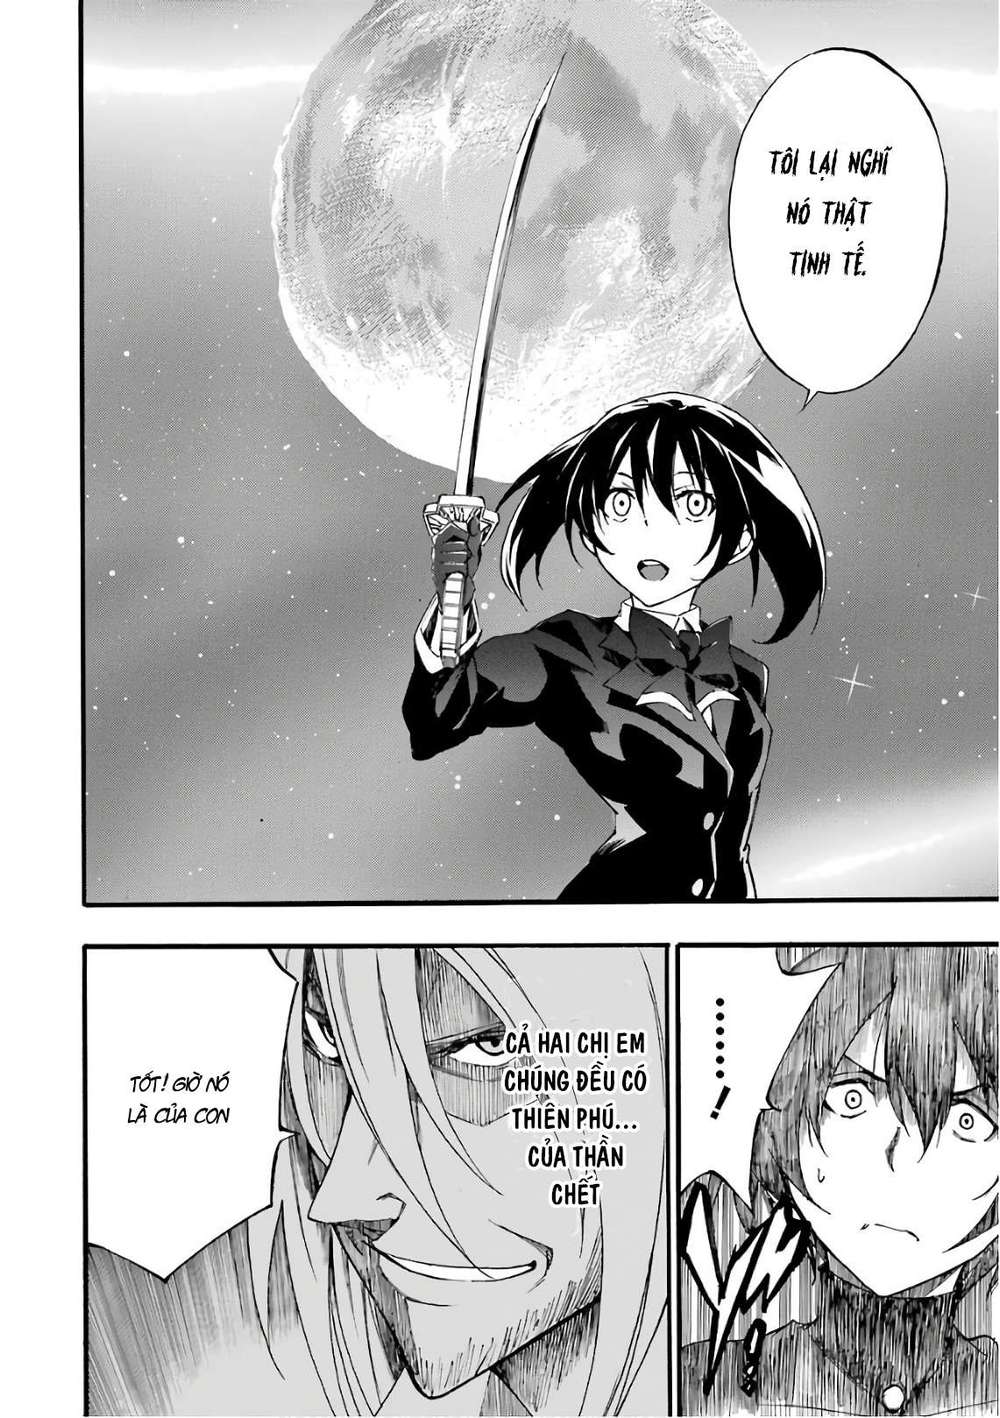 TÔI LẠI NGHĨ
NÓ THẬT
TINH TẾ.
......!
CẢ HAI CHỊ EM
CHÚNG ĐỀU CÓ
THIÊN PHÚ...
CỦA THẦN
CHẾT
TỐT! GIỜ NÓ
LÀ CỦA CON